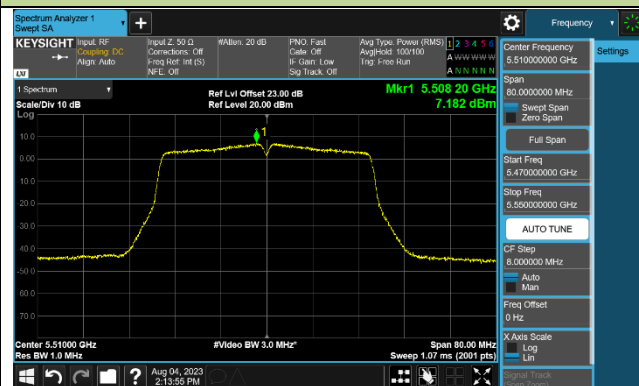 Spectrum Analyzer 1
Swept SA
+
Frequency
KEYSIGHT
Input: RF
Coupling: DC
Align: Auto
Input Z: 50 Ω
Corrections: Off
Freq Ref: Int (S)
NFE: Off
#Atten: 20 dB
PNO: Fast
Gate: Off
IF Gain: Low
Sig Track: Off
Avg Type: Power (RMS)
Avg|Hold: 100/100
Trig: Free Run
1 2 3 4 5 6
A W W W W W
A N N N N N
LXI
1 Spectrum
Scale/Div 10 dB
Ref Lvl Offset 23.00 dB
Ref Level 20.00 dBm
Mkr1 5.508 20 GHz
7.182 dBm
Log
10.0
0.00
-10.0
-20.0
-30.0
-40.0
-50.0
-60.0
-70.0
1
Center 5.51000 GHz
Res BW 1.0 MHz
#Video BW 3.0 MHz*
Span 80.00 MHz
Sweep 1.07 ms (2001 pts)
Aug 04, 2023
2:13:55 PM
Center Frequency
5.510000000 GHz
Span
80.0000000 MHz
Swept Span
Zero Span
Full Span
Start Freq
5.470000000 GHz
Stop Freq
5.550000000 GHz
AUTO TUNE
CF Step
8.000000 MHz
Auto
Man
Freq Offset
0 Hz
X Axis Scale
Log
Lin
Signal Track
(Span Zoom)
Settings